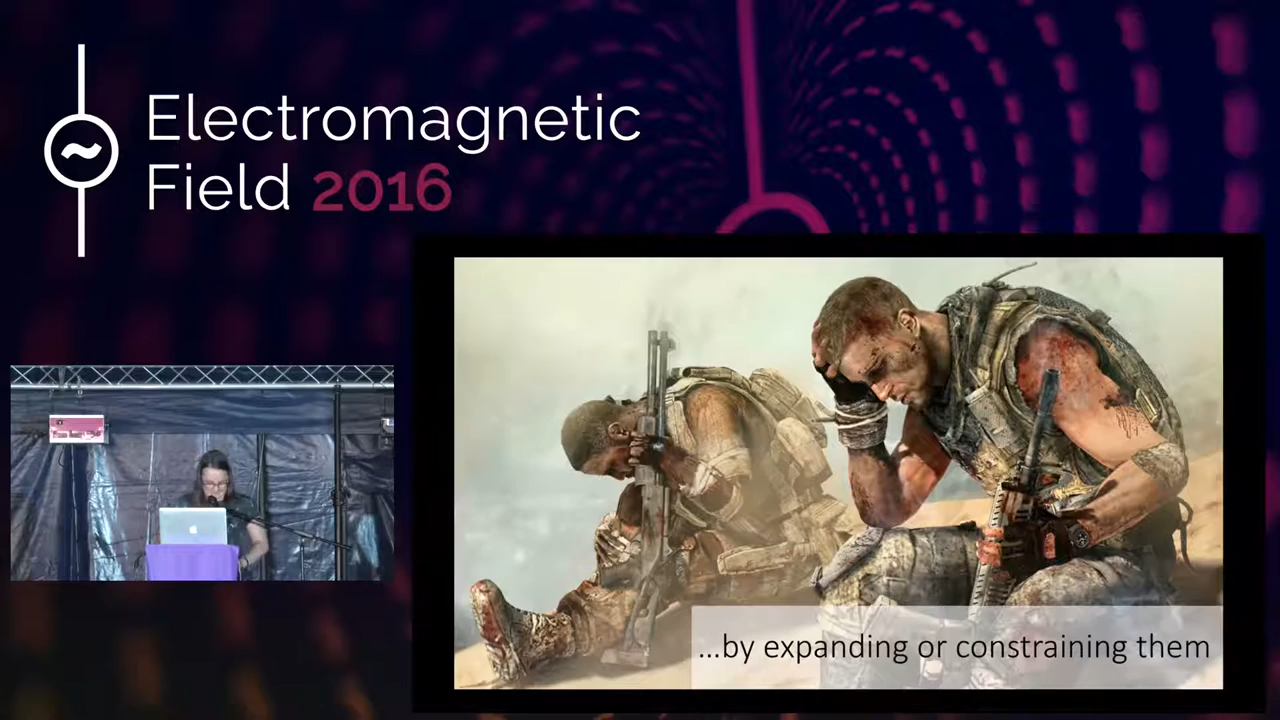 Electromagnetic
Field 2016
...by expanding or constraining them